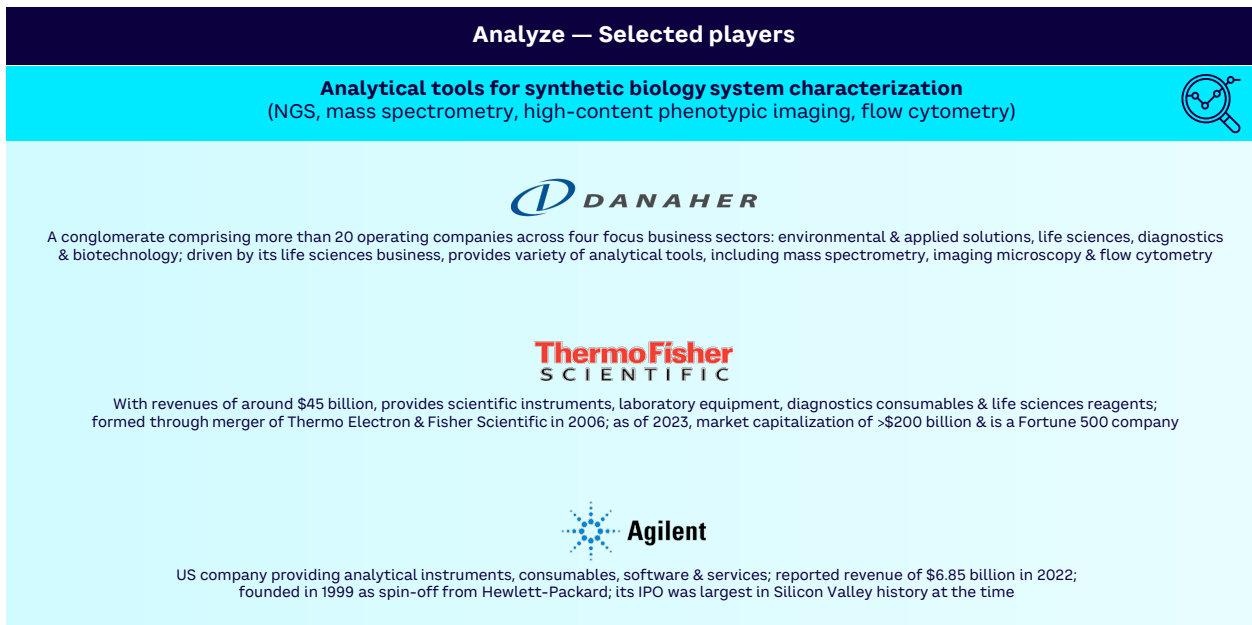 Analyze — Selected players
Analytical tools for synthetic biology system characterization
(NGS, mass spectrometry, high-content phenotypic imaging, flow cytometry)
DANAHER
A conglomerate comprising more than 20 operating companies across four focus business sectors: environmental & applied solutions, life sciences, diagnostics
& biotechnology; driven by its life sciences business, provides variety of analytical tools, including mass spectrometry, imaging microscopy & flow cytometry
ThermoFisher
SCIENTIFIC
With revenues of around $45 billion, provides scientific instruments, laboratory equipment, diagnostics consumables & life sciences reagents;
formed through merger of Thermo Electron & Fisher Scientific in 2006; as of 2023, market capitalization of >$200 billion & is a Fortune 500 company
Agilent
US company providing analytical instruments, consumables, software & services; reported revenue of $6.85 billion in 2022;
founded in 1999 as spin-off from Hewlett-Packard; its IPO was largest in Silicon Valley history at the time